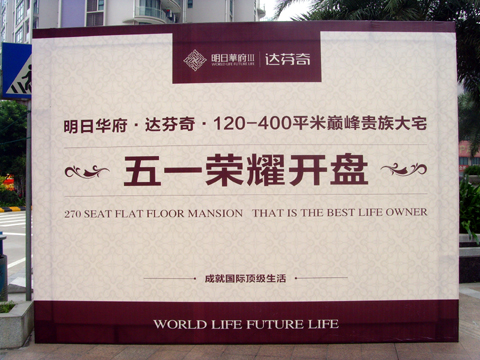 明日華府III 达芬奇
WORLD LIFE FUTURE LIFE
明日华府·达芬奇·120-400平米巅峰贵族大宅
五一荣耀开盘
270 SEAT FLAT FLOOR MANSION THAT IS THE BEST LIFE OWNER
成就国际顶级生活
WORLD LIFE FUTURE LIFE